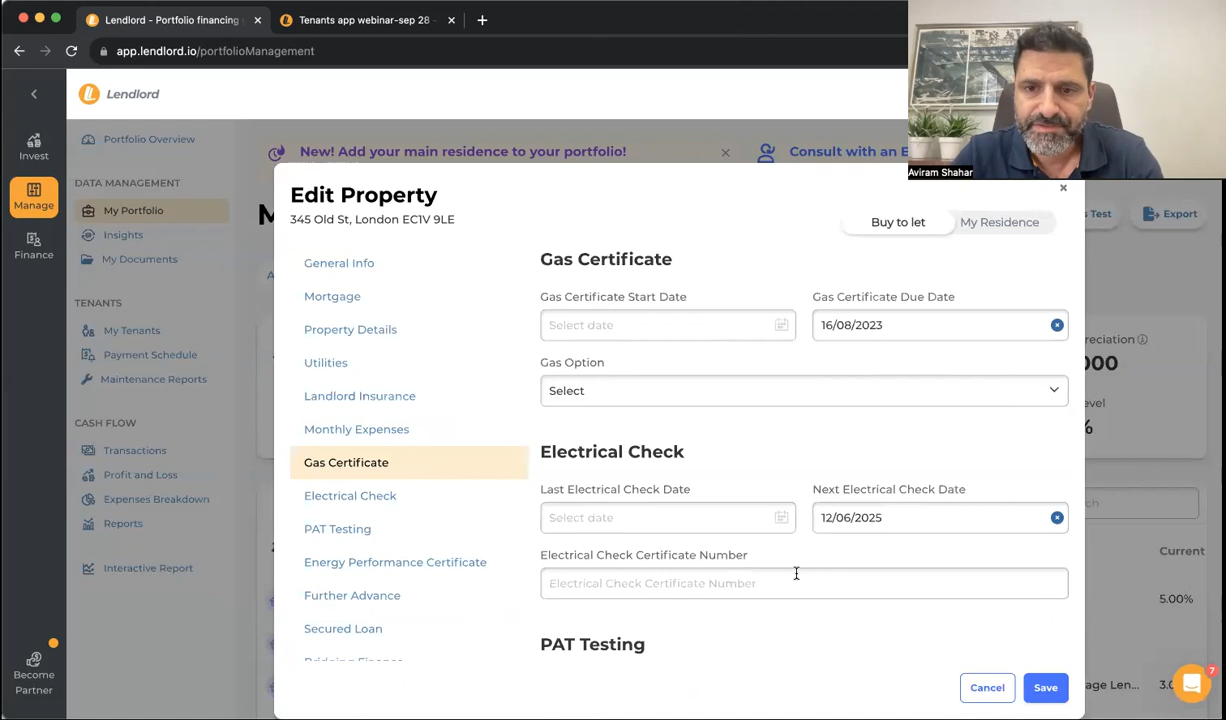 Lendlord - Portfolio financing
Tenants app webinar-sep 28 -
app.lendlord.io/portfolioManagement
Lendlord
Aviram Shahar
Invest
Manage
Finance
Become
Partner
Portfolio Overview
DATA MANAGEMENT
My Portfolio
Insights
My Documents
TENANTS
My Tenants
Payment Schedule
Maintenance Reports
CASH FLOW
Transactions
Profit and Loss
Expenses Breakdown
Reports
Interactive Report
New! Add your main residence to your portfolio!
Consult with an E
Test
Export
Edit Property
345 Old St, London EC1V 9LE
Buy to let
My Residence
General Info
Mortgage
Property Details
Utilities
Landlord Insurance
Monthly Expenses
Gas Certificate
Electrical Check
PAT Testing
Energy Performance Certificate
Further Advance
Secured Loan
Gas Certificate
Gas Certificate Start Date
Gas Certificate Due Date
Select date
16/08/2023
Gas Option
Select
Electrical Check
Last Electrical Check Date
Next Electrical Check Date
Select date
12/06/2025
Electrical Check Certificate Number
Electrical Check Certificate Number
PAT Testing
Cancel
Save
preciation
000
evel
%
arch
Current
5.00%
age Len...
3.0
7